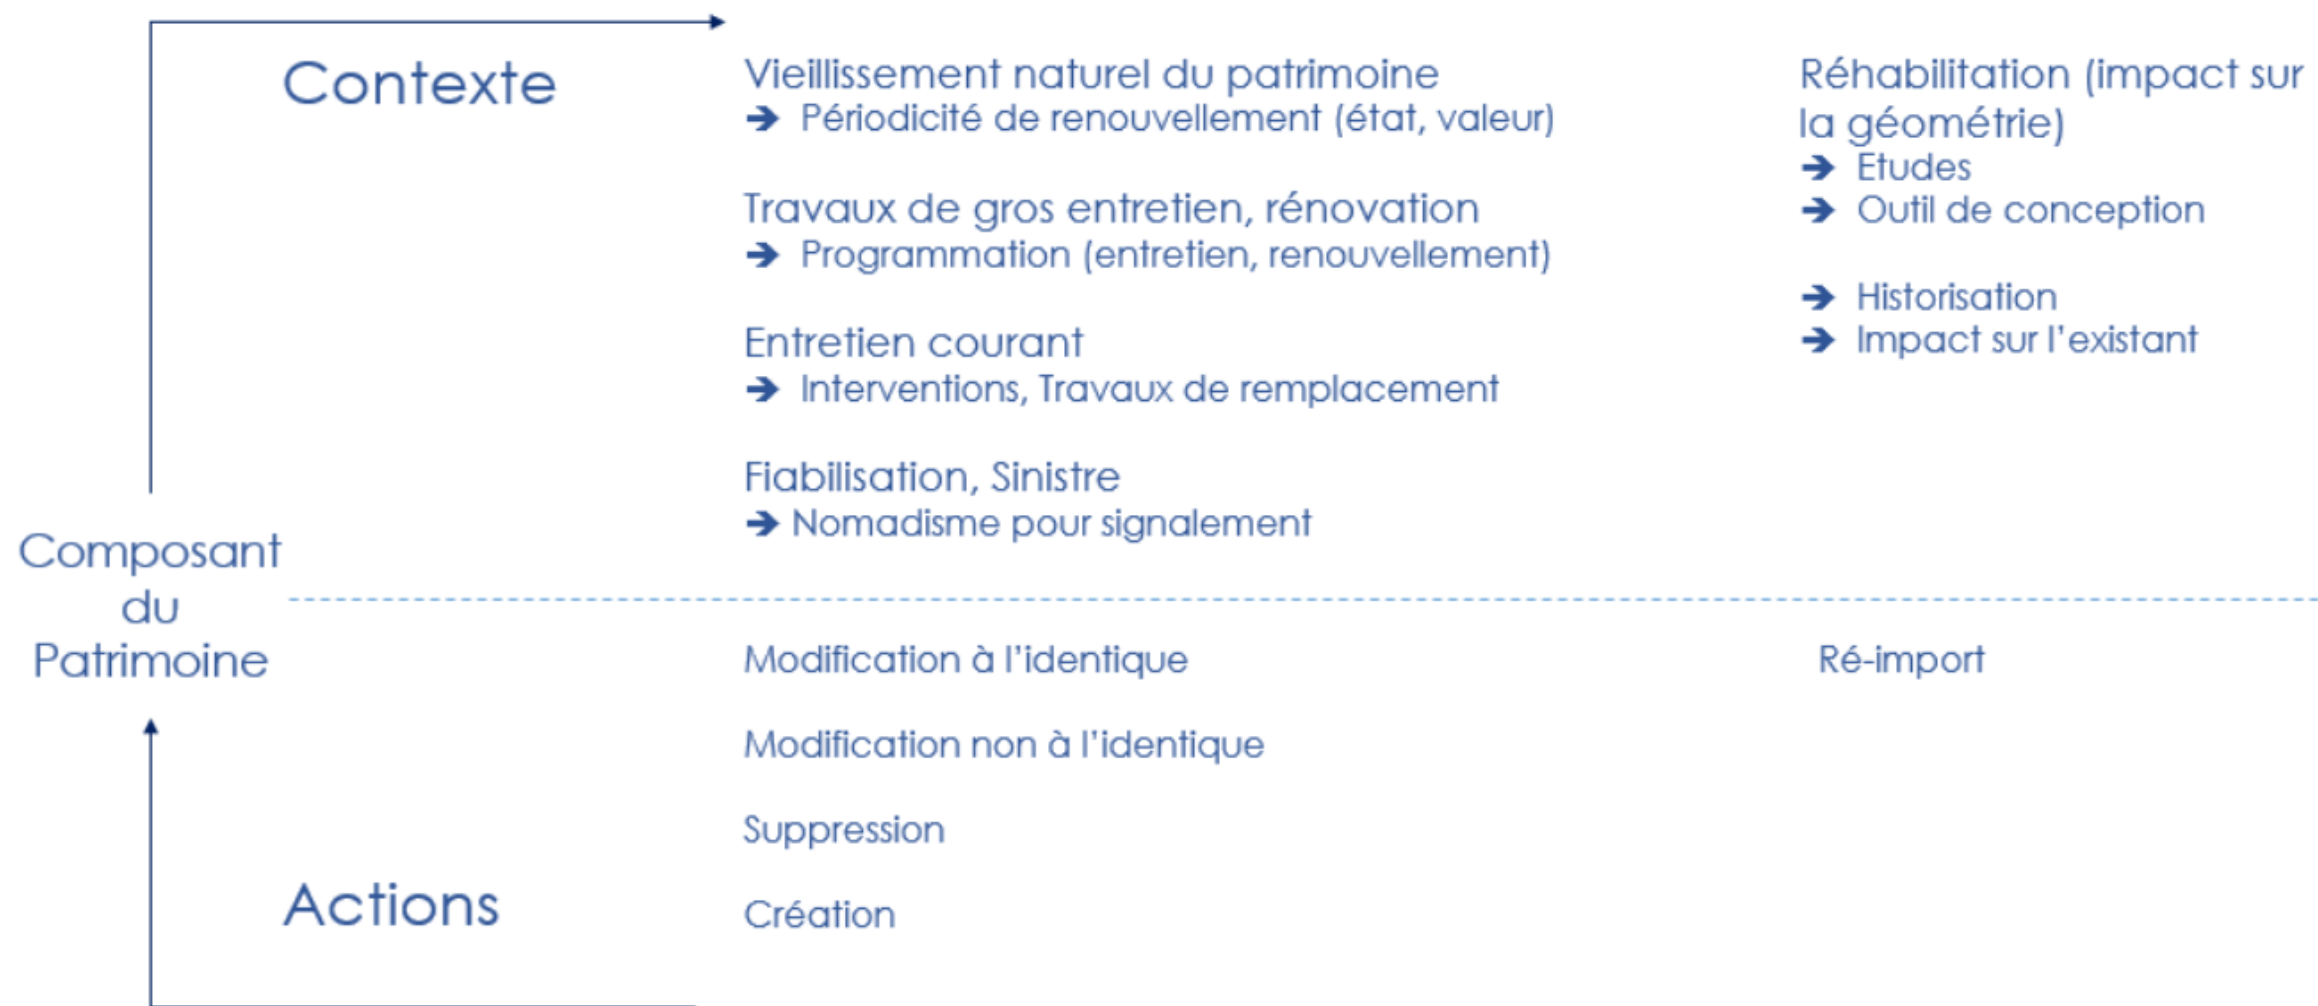 Contexte
Vieillissement naturel du patrimoine
➔ Périodicité de renouvellement (état, valeur)
Travaux de gros entretien, rénovation
➔ Programmation (entretien, renouvellement)
Entretien courant
➔ Interventions, Travaux de remplacement
Fiabilisation, Sinistre
➔ Nomadisme pour signalement
Réhabilitation (impact sur
la géométrie)
➔ Etudes
➔ Outil de conception
➔ Historisation
➔ Impact sur l'existant
Composant
du
Patrimoine
Actions
Modification à l'identique
Modification non à l'identique
Suppression
Création
Ré-import